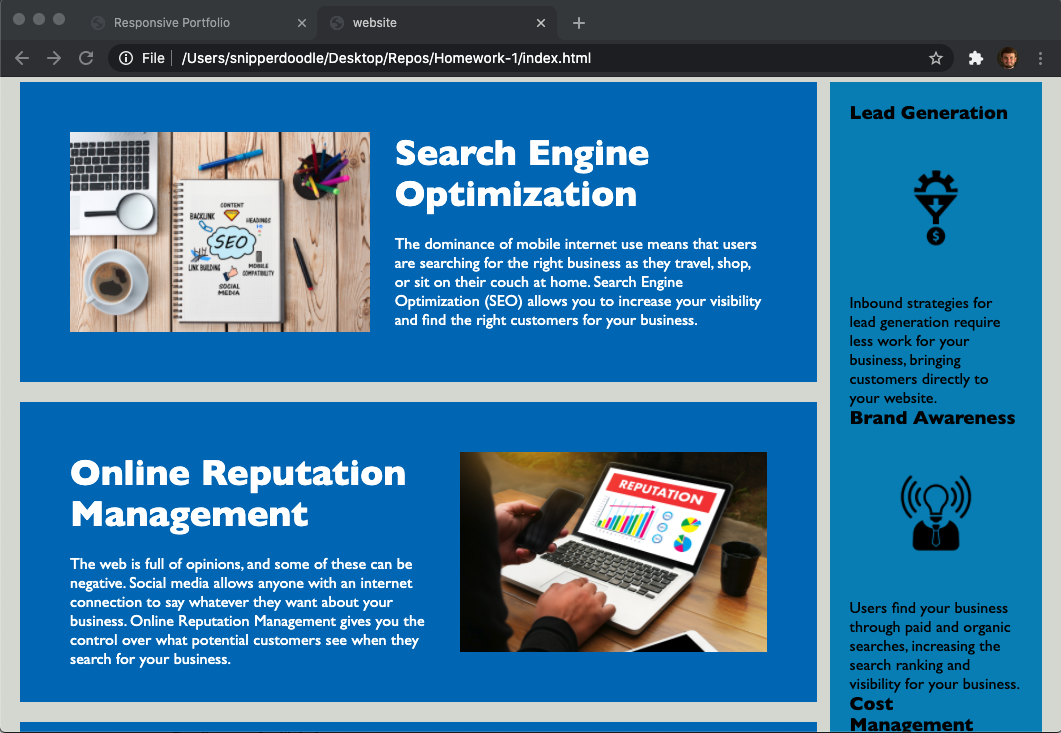 Responsive Portfolio
website
File
/Users/snipperdoodle/Desktop/Repos/Homework-1/index.html
CONTENT
BACKLINK
HEADINGS
SEO
LINK BUILDING
MOBILE
COMPATIBILITY
SOCIAL
MEDIA
Search Engine
Optimization
The dominance of mobile internet use means that users
are searching for the right business as they travel, shop,
or sit on their couch at home. Search Engine
Optimization (SEO) allows you to increase your visibility
and find the right customers for your business.
Online Reputation
Management
The web is full of opinions, and some of these can be
negative. Social media allows anyone with an internet
connection to say whatever they want about your
business. Online Reputation Management gives you the
control over what potential customers see when they
search for your business.
REPUTATION
Lead Generation
$
Inbound strategies for
lead generation require
less work for your
business, bringing
customers directly to
your website.
Brand Awareness
Users find your business
through paid and organic
searches, increasing the
search ranking and
visibility for your business.
Cost
Management